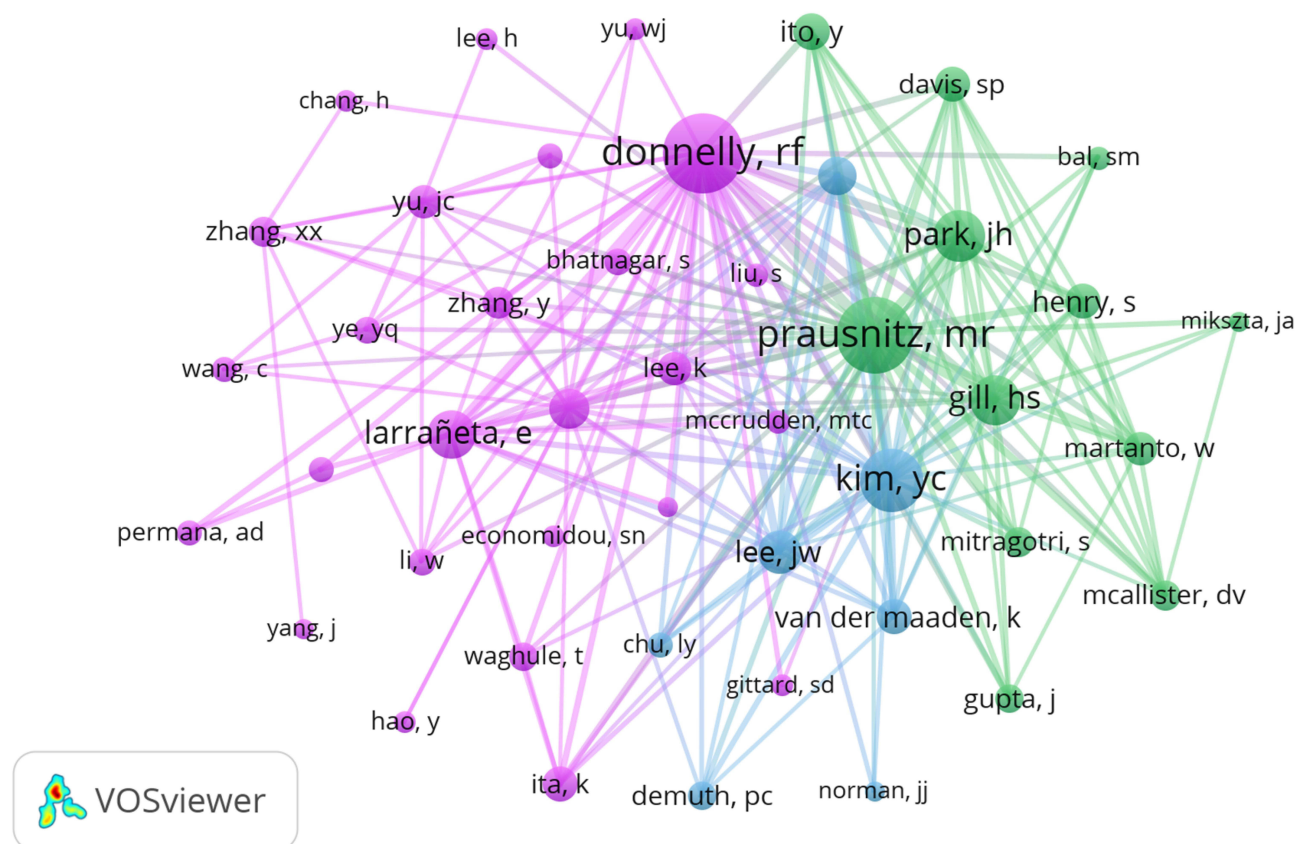 yu, wj
ito, y
lee, h
davis, sp
chang, h
donnelly, rf
bal, sm
yu, jc
zhang, xx
park, jh
bhatnagar, s
liu, s
zhang, y
henry, s
ye, yq
prausnitz, mr
mikszta, ja
wang, c
lee, k
gill, hs
mccrudden, mtc
larrañeta, e
martanto, w
kim, yc
permana, ad
economidou, sn
mitragotri, s
li, w
lee, jw
mcallister, dv
van der maaden, k
yang, j
chu, ly
waghule, t
gittard, sd
gupta, j
hao, y
ita, k
demuth, pc
norman, jj
VOSviewer